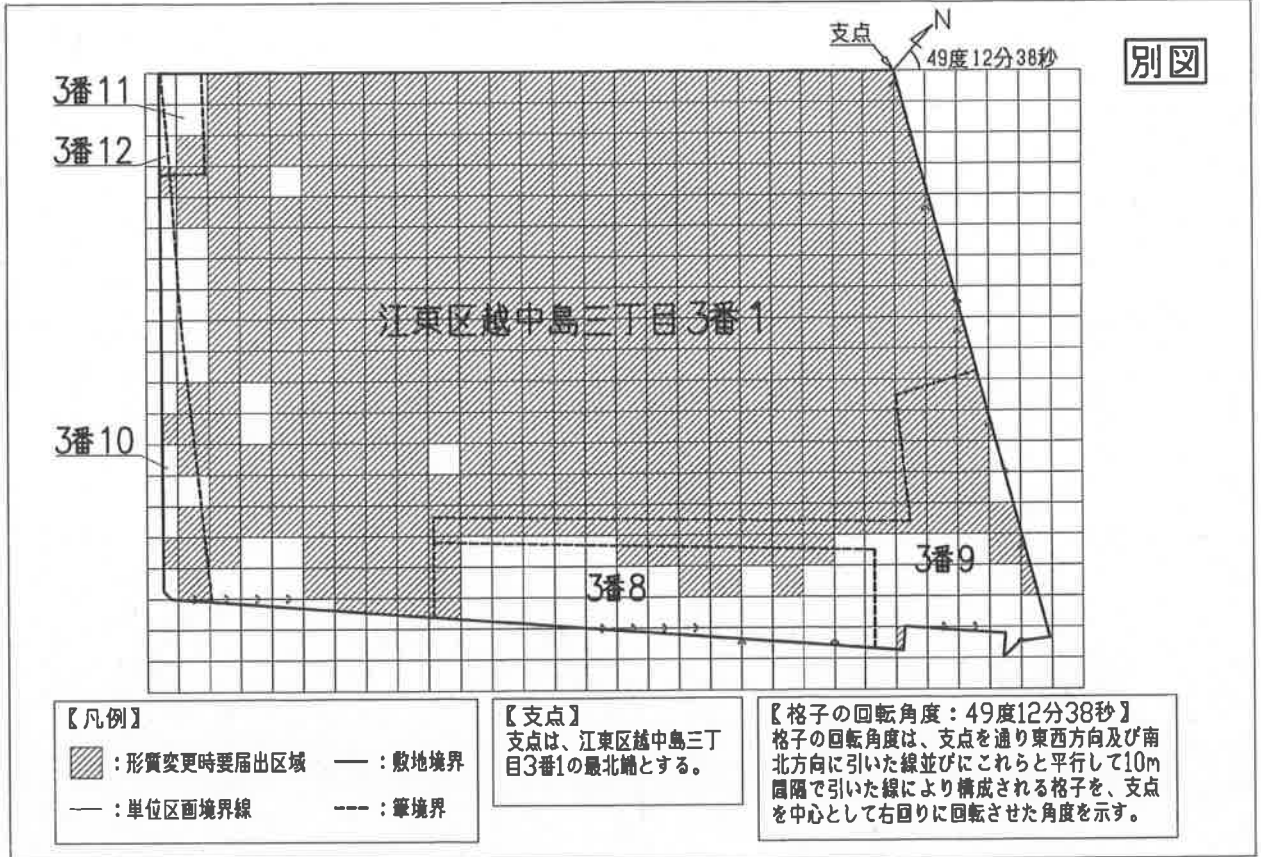 支点
N
49度12分38秒
別図
3番11
3番12
江東区越中島三丁目3番1
3番10
3番9
3番8
【凡例】
：形質変更時要届出区域
：敷地境界
：単位区画境界線
：筆境界
【支点】
支点は、江東区越中島三丁
目3番1の最北端とする。
【格子の回転角度：49度12分38秒】
格子の回転角度は、支点を通り東西方向及び南
北方向に引いた線並びにこれらと平行して10m
間隔で引いた線により構成される格子を、支点
を中心として右回りに回転させた角度を示す。